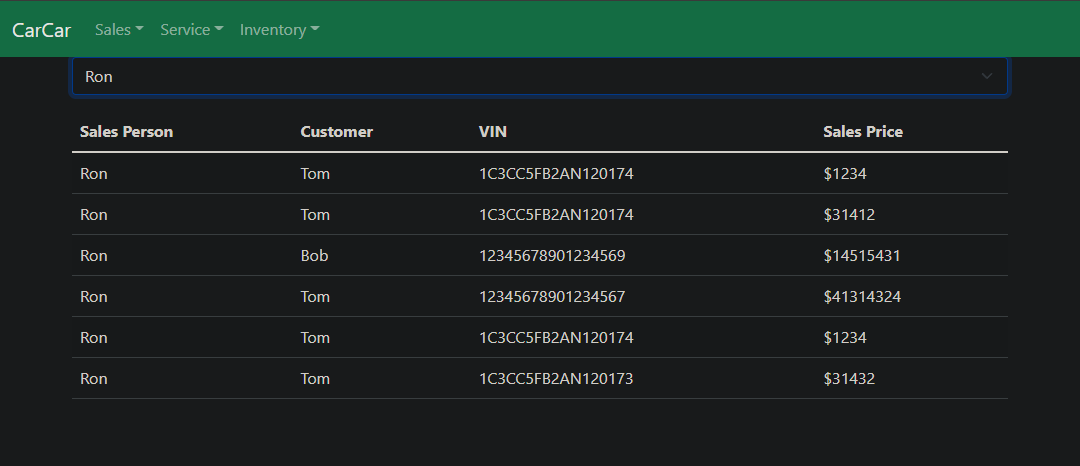 CarCar Sales Service Inventory
Ron
Sales Person Customer VIN Sales Price
Ron Tom 1C3CC5FB2AN120174 $1234
Ron Tom 1C3CC5FB2AN120174 $31412
Ron Bob 12345678901234569 $14515431
Ron Tom 12345678901234567 $41314324
Ron Tom 1C3CC5FB2AN120174 $1234
Ron Tom 1C3CC5FB2AN120173 $31432